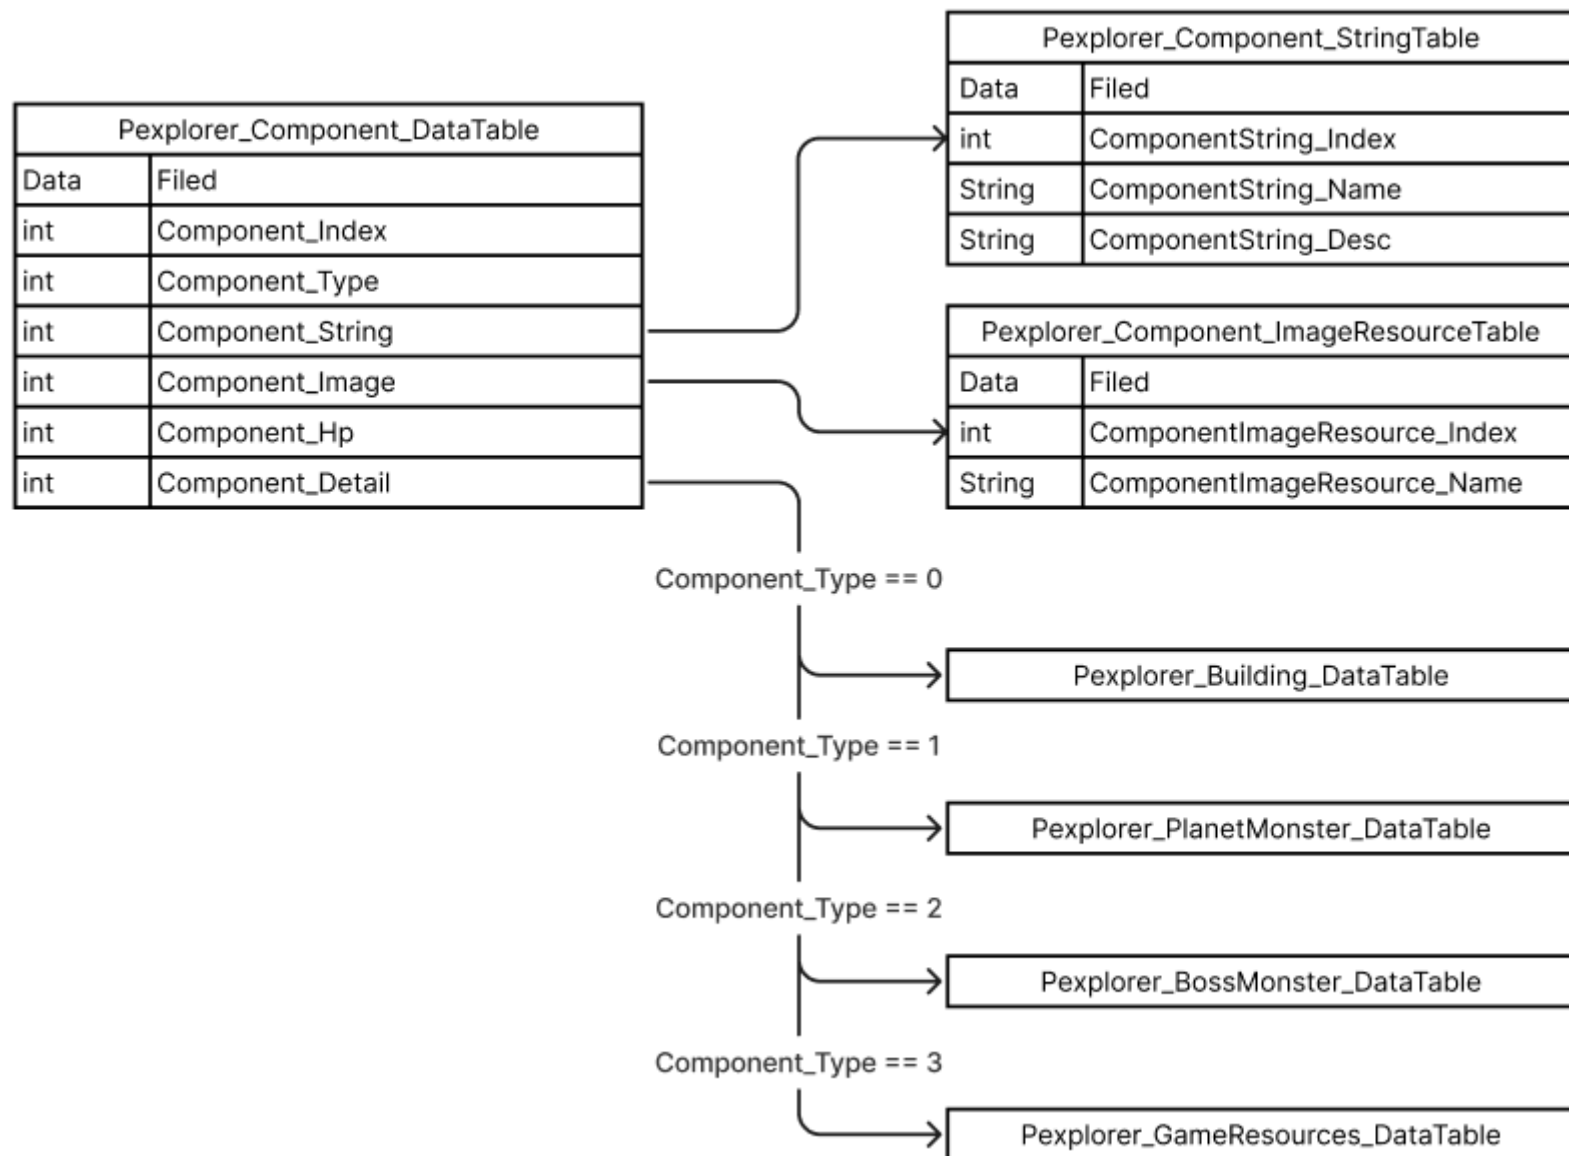 Pexplorer_Component_DataTable
Data Filed
int Component_Index
int Component_Type
int Component_String
int Component_Image
int Component_Hp
int Component_Detail
Pexplorer_Component_StringTable
Data Filed
int ComponentString_Index
String ComponentString_Name
String ComponentString_Desc
Pexplorer_Component_ImageResourceTable
Data Filed
int ComponentImageResource_Index
String ComponentImageResource_Name
Component_Type == 0
Pexplorer_Building_DataTable
Component_Type == 1
Pexplorer_PlanetMonster_DataTable
Component_Type == 2
Pexplorer_BossMonster_DataTable
Component_Type == 3
Pexplorer_GameResources_DataTable